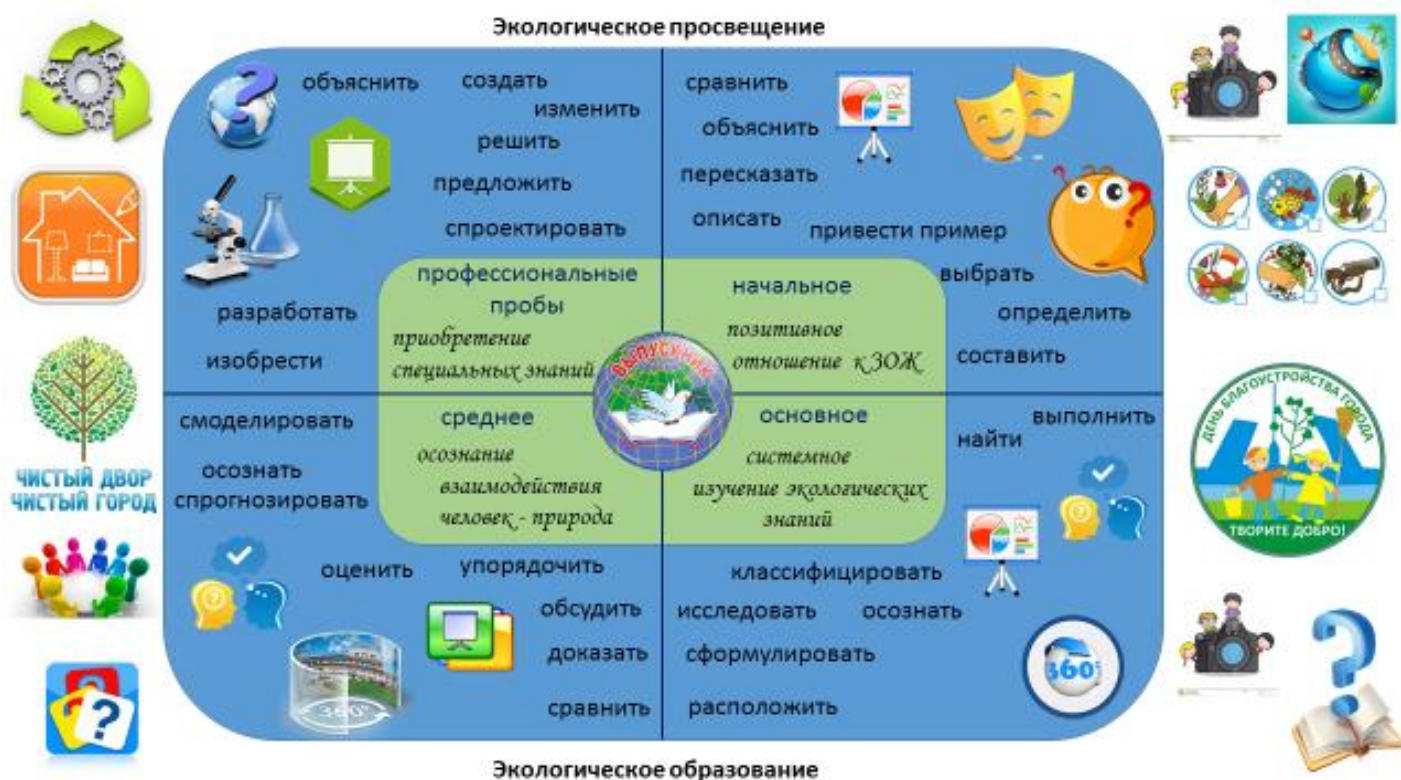 Экологическое просвещение
объяснить
создать
изменить
решить
предложить
спроектировать
разработать
изобрести
профессиональные
пробы
приобретение
специальных знаний
сравнить
объяснить
пересказать
описать
привести пример
выбрать
определить
составить
начальное
позитивное
отношение к ЗОЖ
ВЫПУСКНИК
смоделировать
осознать
спрогнозировать
среднее
осознание
взаимодействия
человек - природа
оценить
упорядочить
обсудить
доказать
сравнить
360°
основное
системное
изучение экологических
знаний
выполнить
найти
классифицировать
исследовать осознать
сформулировать
расположить
360°
ЧИСТЫЙ ДВОР
ЧИСТЫЙ ГОРОД
ДЕНЬ БЛАГОУСТРОЙСТВА ГОРОДА
ТВОРИТЕ ДОБРО!
Экологическое образование